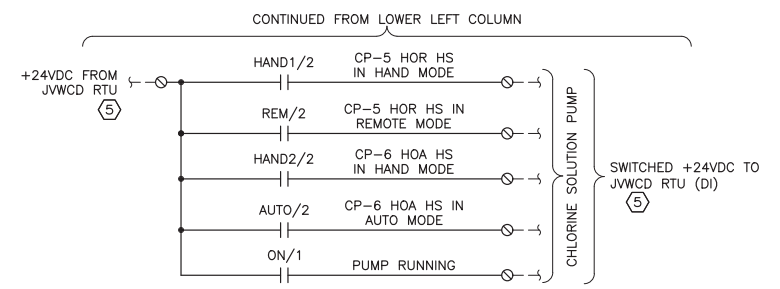 CONTINUED FROM LOWER LEFT COLUMN
+24VDC FROM
JVWCD RTU
5
HAND1/2
CP-5 HOR HS
IN HAND MODE
REM/2
CP-5 HOR HS IN
REMOTE MODE
HAND2/2
CP-6 HOA HS
IN HAND MODE
AUTO/2
CP-6 HOA HS IN
AUTO MODE
ON/1
PUMP RUNNING
CHLORINE SOLUTION PUMP
SWITCHED +24VDC TO
JVWCD RTU (DI)
5